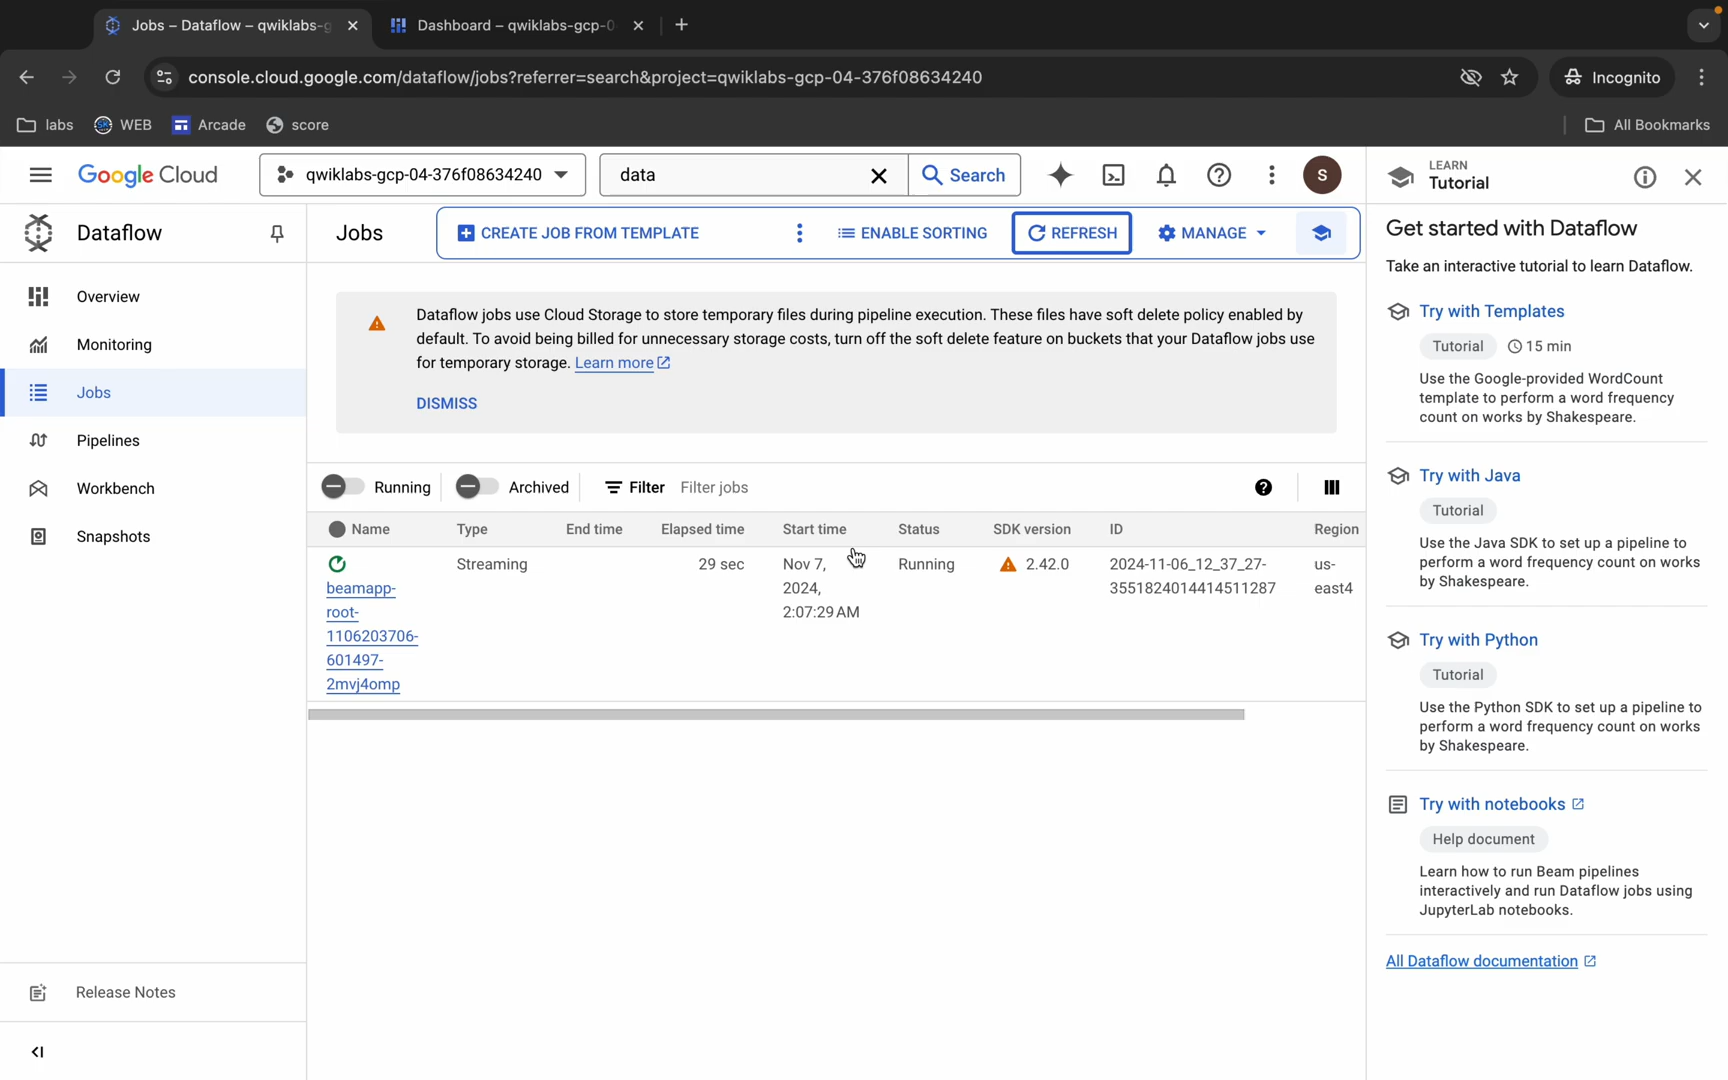 Jobs – Dataflow – qwiklabs-g
Dashboard – qwiklabs-gcp-0
console.cloud.google.com/dataflow/jobs?referrer=search&project=qwiklabs-gcp-04-376f08634240
Incognito
labs
WEB
Arcade
score
All Bookmarks
Google Cloud
qwiklabs-gcp-04-376f08634240
data
Search
S
LEARN
Tutorial
Dataflow
Jobs
CREATE JOB FROM TEMPLATE
ENABLE SORTING
REFRESH
MANAGE
Overview
Monitoring
Jobs
Pipelines
Workbench
Snapshots
Release Notes
Dataflow jobs use Cloud Storage to store temporary files during pipeline execution. These files have soft delete policy enabled by
default. To avoid being billed for unnecessary storage costs, turn off the soft delete feature on buckets that your Dataflow jobs use
for temporary storage. Learn more
DISMISS
Running
Archived
Filter
Filter jobs
Name Type End time Elapsed time Start time Status SDK version ID Region
beamapp-
root-
1106203706-
601497-
2mvj4omp
Streaming
29 sec
Nov 7,
2024,
2:07:29 AM
Running
2.42.0
2024-11-06_12_37_27-
3551824014414511287
us-
east4
Get started with Dataflow
Take an interactive tutorial to learn Dataflow.
Try with Templates
Tutorial
15 min
Use the Google-provided WordCount
template to perform a word frequency
count on works by Shakespeare.
Try with Java
Tutorial
Use the Java SDK to set up a pipeline to
perform a word frequency count on works
by Shakespeare.
Try with Python
Tutorial
Use the Python SDK to set up a pipeline to
perform a word frequency count on works
by Shakespeare.
Try with notebooks
Help document
Learn how to run Beam pipelines
interactively and run Dataflow jobs using
JupyterLab notebooks.
All Dataflow documentation